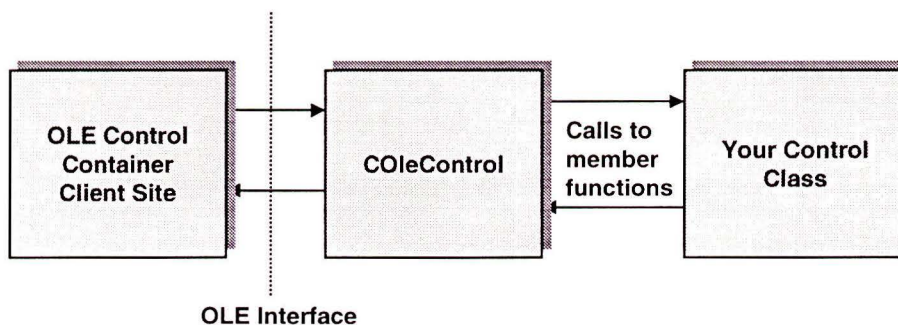 OLE Control
Container
Client Site
COleControl
Calls to
member
functions
Your Control
Class
OLE Interface